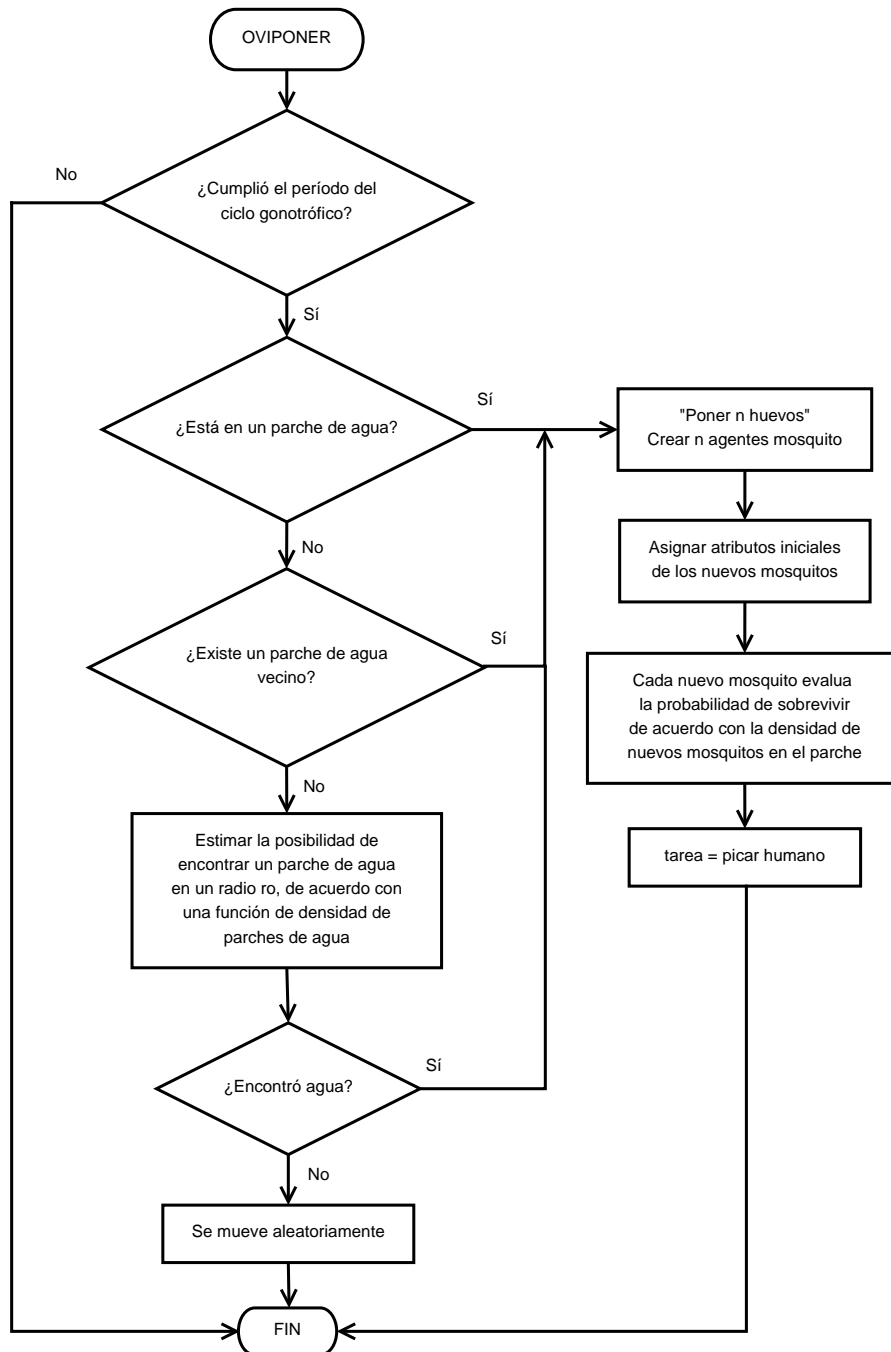 OVIPONER
No
¿Cumplió el período del
ciclo gonotrófico?
Sí
¿Está en un parche de agua?
Sí
"Poner n huevos"
Crear n agentes mosquito
No
Asignar atributos iniciales
de los nuevos mosquitos
¿Existe un parche de agua
vecino?
Sí
Cada nuevo mosquito evalua
la probabilidad de sobrevivir
de acuerdo con la densidad de
nuevos mosquitos en el parche
No
Estimar la posibilidad de
encontrar un parche de agua
en un radio ro, de acuerdo con
una función de densidad de
parches de agua
tarea = picar humano
¿Encontró agua?
Sí
No
Se mueve aleatoriamente
FIN